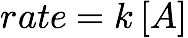 rate = k [A]